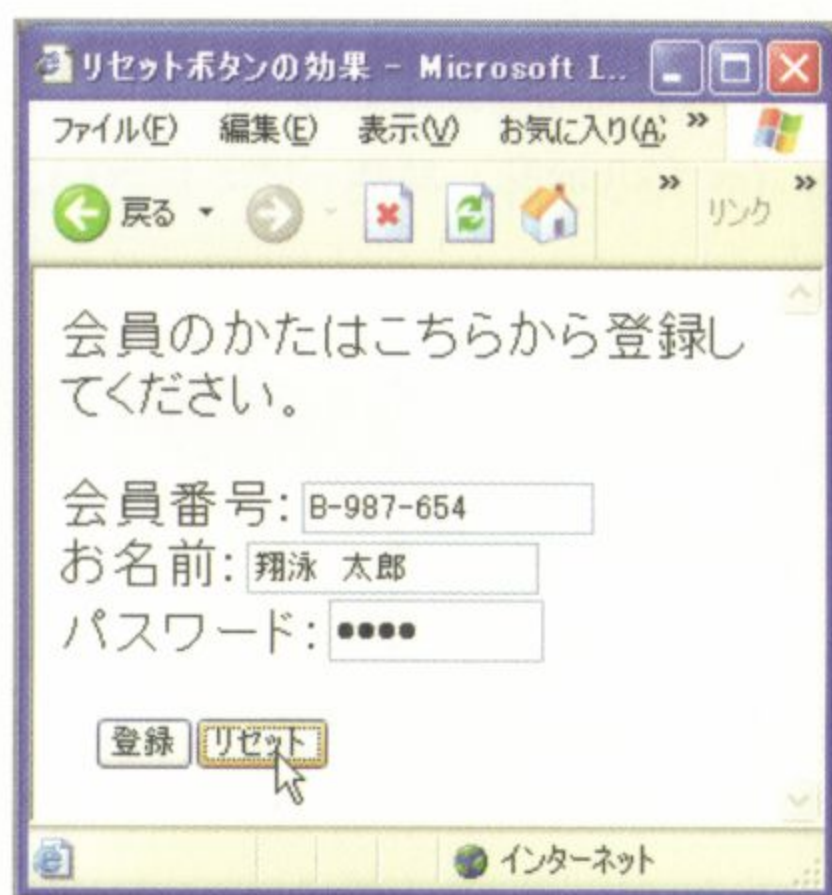 リセットボタンの効果 - Microsoft I..
ファイル(F) 編集(E) 表示(V) お気に入り(A) »
戻る » リンク »
会員のかたはこちらから登録し
てください。
会員番号: B-987-654
お名前: 翔泳 太郎
パスワード: ●●●●
登録 リセット
インターネット